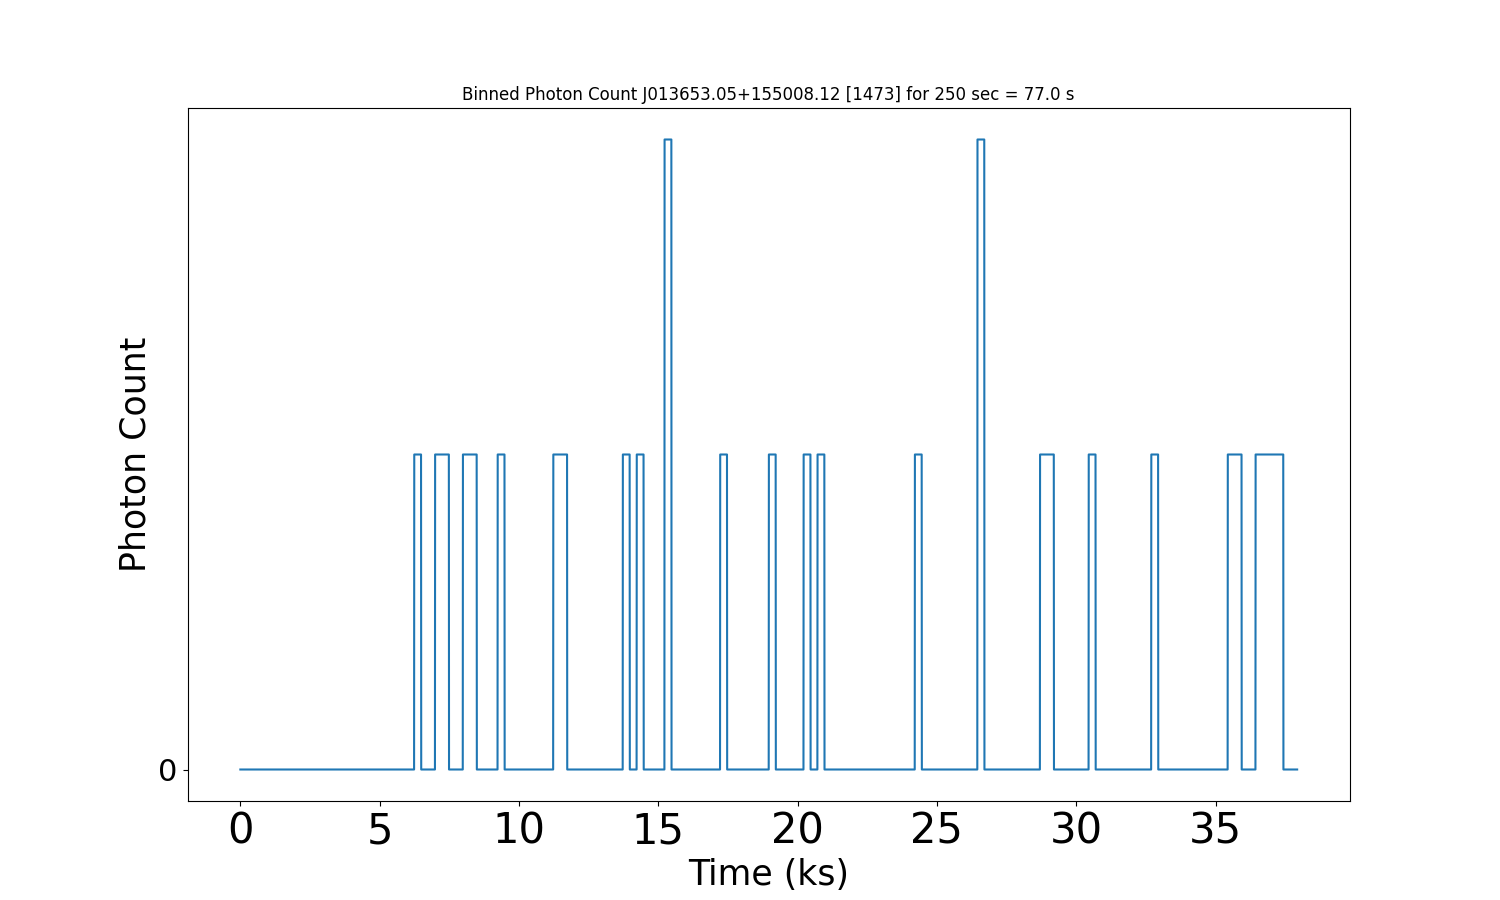 Binned Photon Count J013653.05+155008.12 [1473] for 250 sec = 77.0 s
Photon Count
0
0 5 10 15 20 25 30 35
Time (ks)